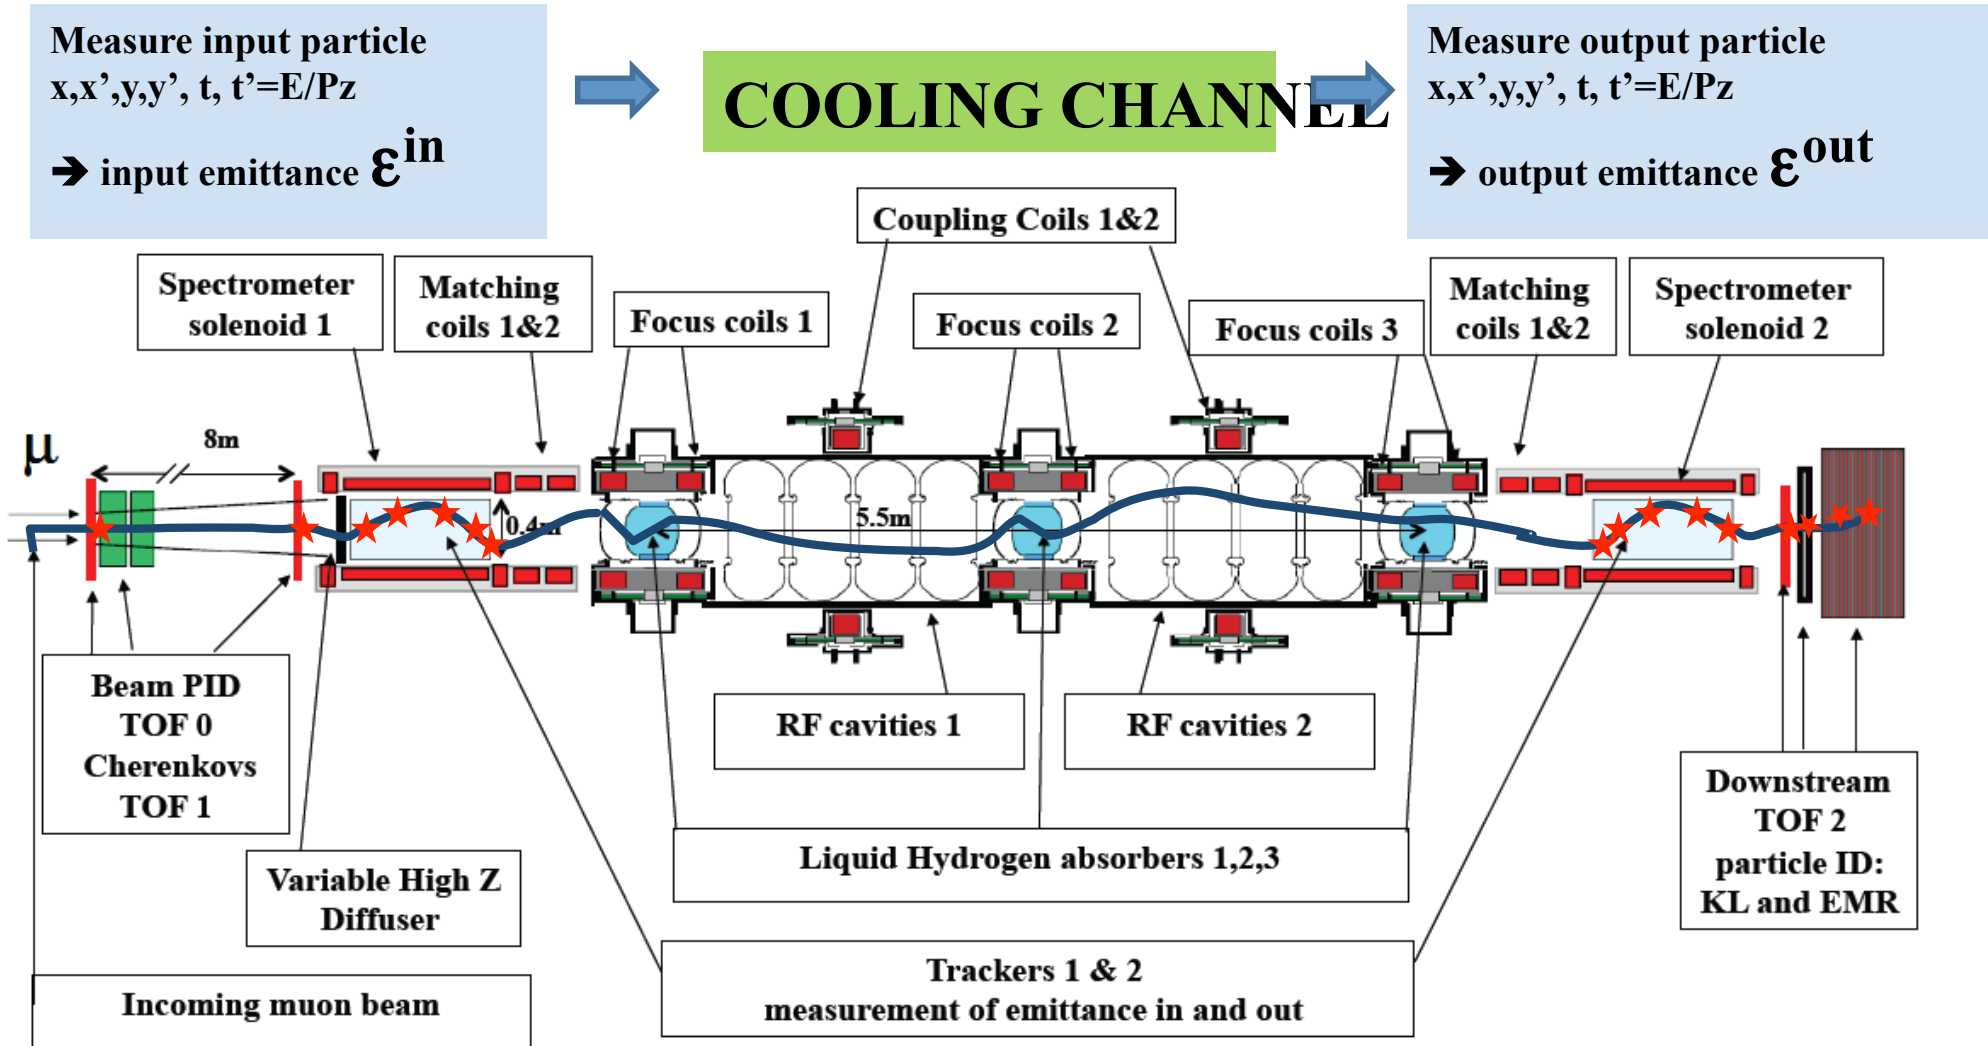 Measure input particle
x,x’,y,y’, t, t’=E/Pz
➔ input emittance εin
COOLING CHANNEL
Measure output particle
x,x’,y,y’, t, t’=E/Pz
➔ output emittance εout
Coupling Coils 1&2
Spectrometer
solenoid 1
Matching
coils 1&2
Focus coils 1
Focus coils 2
Focus coils 3
Matching
coils 1&2
Spectrometer
solenoid 2
μ
8m
0.4m
5.5m
Beam PID
TOF 0
Cherenkovs
TOF 1
RF cavities 1
RF cavities 2
Downstream
TOF 2
particle ID:
KL and EMR
Variable High Z
Diffuser
Liquid Hydrogen absorbers 1,2,3
Incoming muon beam
Trackers 1 & 2
measurement of emittance in and out